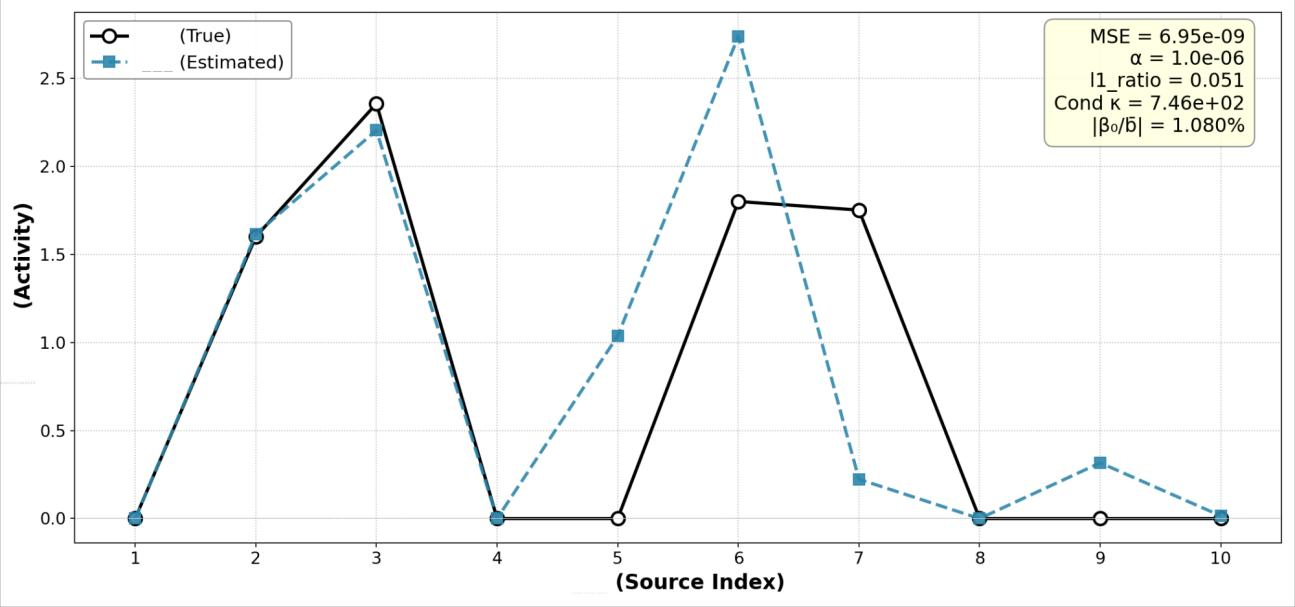 (True)
(Estimated)
MSE = 6.95e-09
α = 1.0e-06
l1_ratio = 0.051
Cond κ = 7.46e+02
|β₀/b̄| = 1.080%
(Activity)
2.5
2.0
1.5
1.0
0.5
0.0
1 2 3 4 5 6 7 8 9 10
(Source Index)